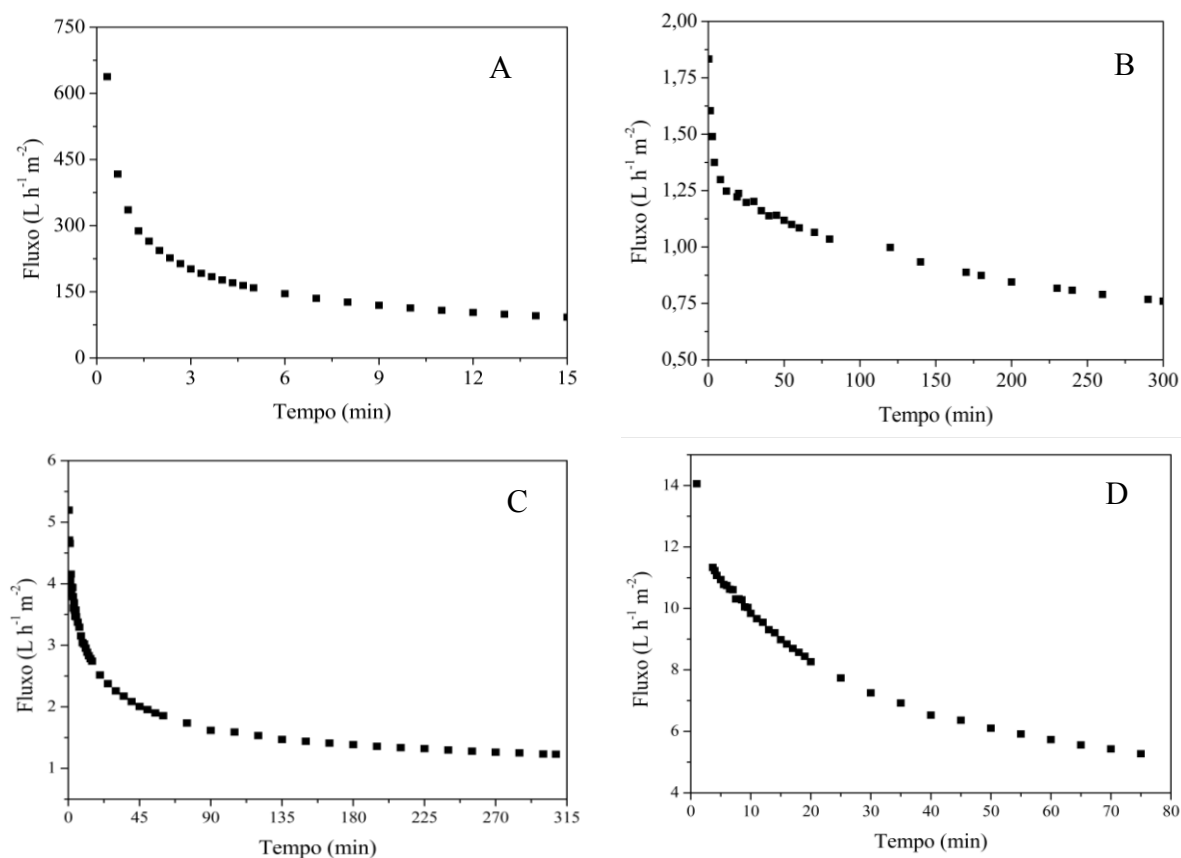 A
Fluxo (L h⁻¹ m⁻²)
750
600
450
300
150
0
0 3 6 9 12 15
Tempo (min)
B
Fluxo (L h⁻¹ m⁻²)
2,00
1,75
1,50
1,25
1,00
0,75
0,50
0 50 100 150 200 250 300
Tempo (min)
C
Fluxo (L h⁻¹ m⁻²)
6
5
4
3
2
1
0 45 90 135 180 225 270 315
Tempo (min)
D
Fluxo (L h⁻¹ m⁻²)
14
12
10
8
6
4
0 10 20 30 40 50 60 70 80
Tempo (min)